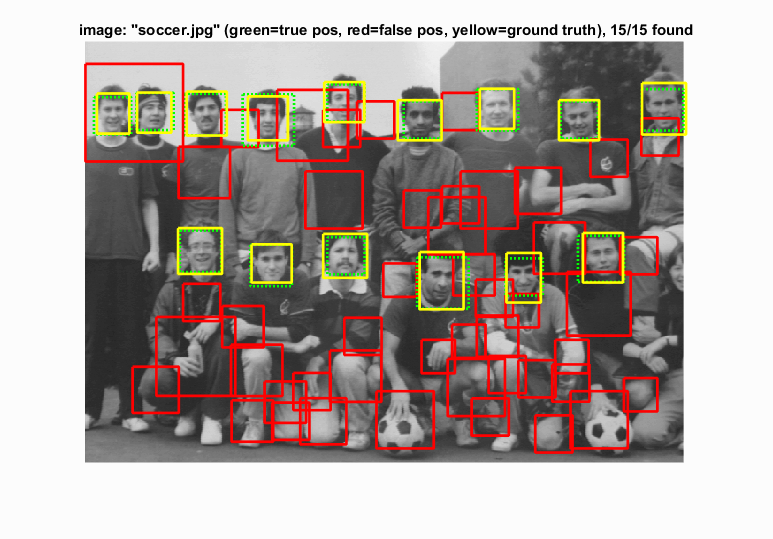 image: "soccer.jpg" (green=true pos, red=false pos, yellow=ground truth), 15/15 found